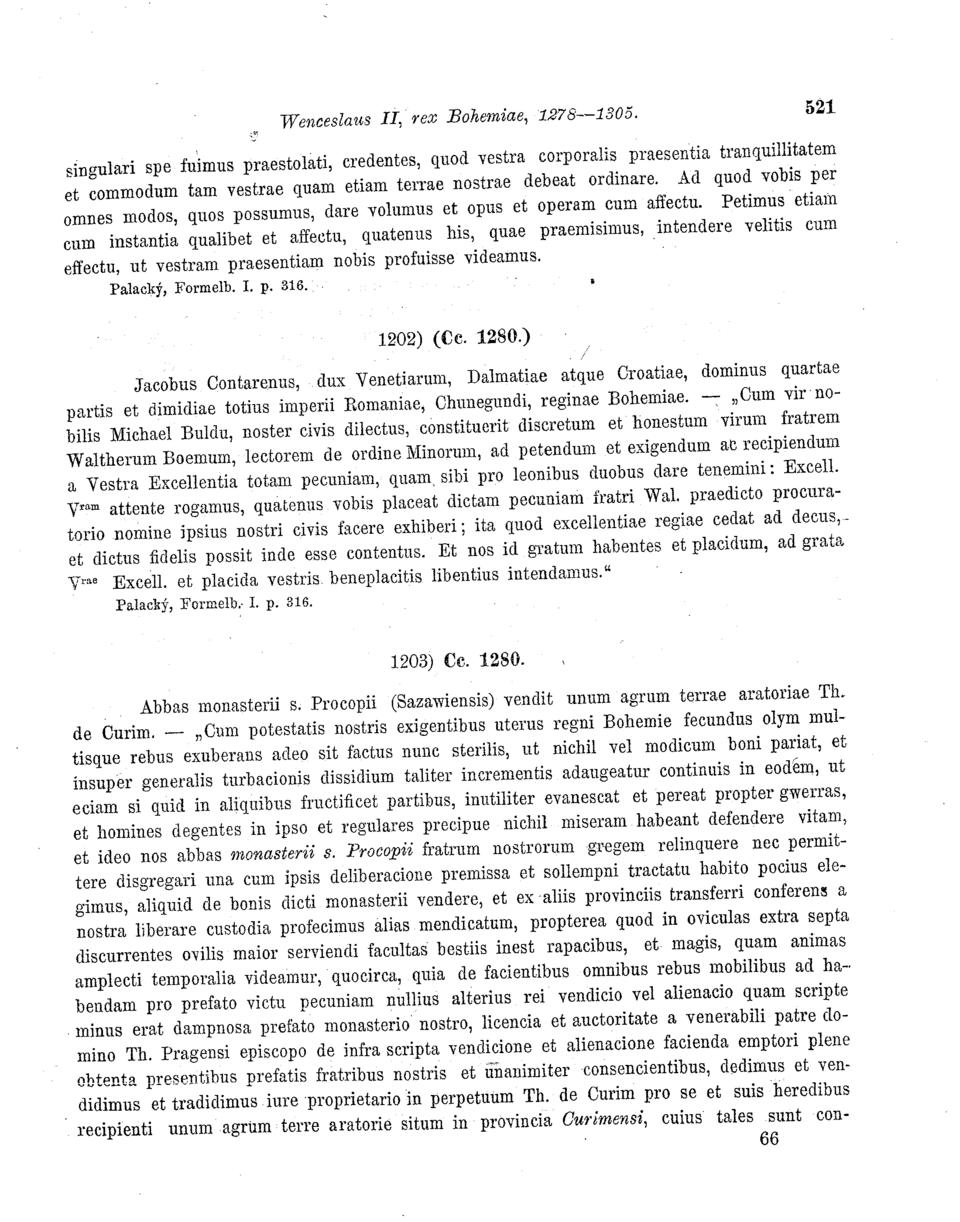 Wenceslaus II, rex Bohemiae, 1278—1305. 521
singulari spe fuimus praestolati, credentes, quod vestra corporalis praesentia tranquillitatem
et commodum tam vestrae quam etiam terrae nostrae debeat ordinare. Ad quod vobis per
omnes modos, quos possumus, dare volumus et opus et operam cum affectu. Petimus etiam
cum instantia qualibet et affectu, quatenus his, quae praemisimus, intendere velitis cum
effectu, ut vestram praesentiam nobis profuisse videamus.
Palacký, Formelb. I. p. 316.
1202) (Cc. 1280.)
Jacobus Contarenus, dux Venetiarum, Dalmatiae atque Croatiae, dominus quartae
partis et dimidiae totius imperii Romaniae, Chunegundi, reginae Bohemiae. — „Cum vir no-
bilis Michael Buldu, noster civis dilectus, constituerit discretum et honestum virum fratrem
Waltherum Boemum, lectorem de ordine Minorum, ad petendum et exigendum ac recipiendum
a Vestra Excellentia totam pecuniam, quam sibi pro leonibus duobus dare tenemini: Excell.
Vram attente rogamus, quatenus vobis placeat dictam pecuniam fratri Wal. praedicto procura-
torio nomine ipsius nostri civis facere exhiberi; ita quod excellentiae regiae cedat ad decus,
et dictus fidelis possit inde esse contentus. Et nos id gratum habentes et placidum, ad grata
Vrae Excell. et placida vestris beneplacitis libentius intendamus.“
Palacký, Formelb. I. p. 316.
1203) Cc. 1280.
Abbas monasterii s. Procopii (Sazawiensis) vendit unum agrum terrae aratoriae Th.
de Curim. — „Cum potestatis nostris exigentibus uterus regni Bohemie fecundus olym mul-
tisque rebus exuberans adeo sit factus nunc sterilis, ut nichil vel modicum boni pariat, et
insuper generalis turbacionis dissidium taliter incrementis adaugeatur continuis in eodem, ut
eciam si quid in aliquibus fructificet partibus, inutiliter evanescat et pereat propter gwerras,
et homines degentes in ipso et regulares precipue nichil miseram habeant defendere vitam,
et ideo nos abbas monasterii s. Procopii fratrum nostrorum gregem relinquere nec permit-
tere disgregari una cum ipsis deliberacione premissa et sollempni tractatu habito pocius ele-
gimus, aliquid de bonis dicti monasterii vendere, et ex aliis provinciis transferri conferens a
nostra liberare custodia profecimus alias mendicatum, propterea quod in oviculas extra septa
discurrentes ovilis maior serviendi facultas bestiis inest rapacibus, et magis, quam animas
amplecti temporalia videamur, quocirca, quia de facientibus omnibus rebus mobilibus ad ha-
bendam pro prefato victu pecuniam nullius alterius rei vendicio vel alienacio quam scripte
minus erat dampnosa prefato monasterio nostro, licencia et auctoritate a venerabili patre do-
mino Th. Pragensi episcopo de infra scripta vendicione et alienacione facienda emptori plene
obtenta presentibus prefatis fratribus nostris et unanimiter consencientibus, dedimus et ven-
didimus et tradidimus iure proprietario in perpetuum Th. de Curim pro se et suis heredibus
recipienti unum agrum terre aratorie situm in provincia Curimensi, cuius tales sunt con-
66